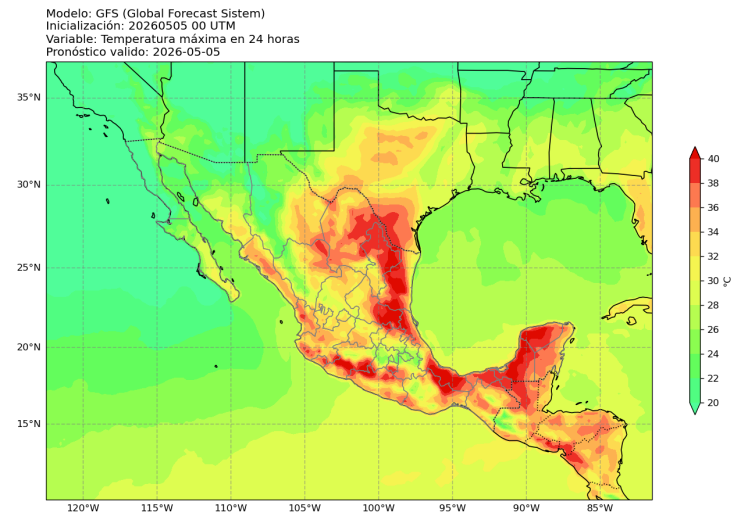 Modelo: GFS (Global Forecast Sistem)
Inicialización: 20260505 00 UTM
Variable: Temperatura máxima en 24 horas
Pronóstico valido: 2026-05-05
35°N
30°N
25°N
20°N
15°N
120°W 115°W 110°W 105°W 100°W 95°W 90°W 85°W
40
38
36
34
32
30
28
26
24
22
20
°C